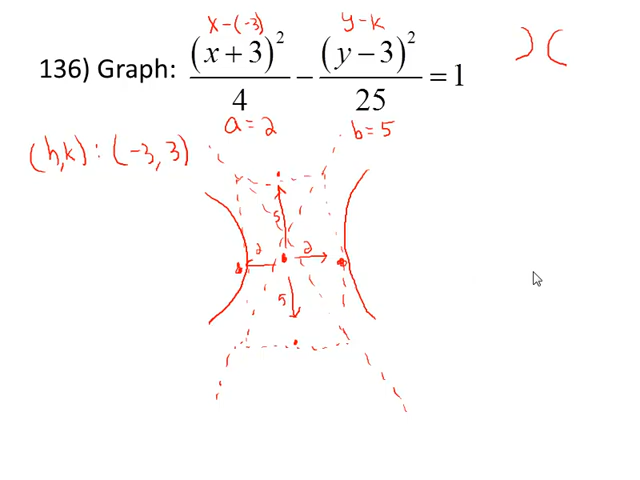 x-(-3) y-k
136) Graph: (x+3)²/4 − (y−3)²/25 = 1
a=2 b=5
(h,k): (-3,3)
5
2 2
5